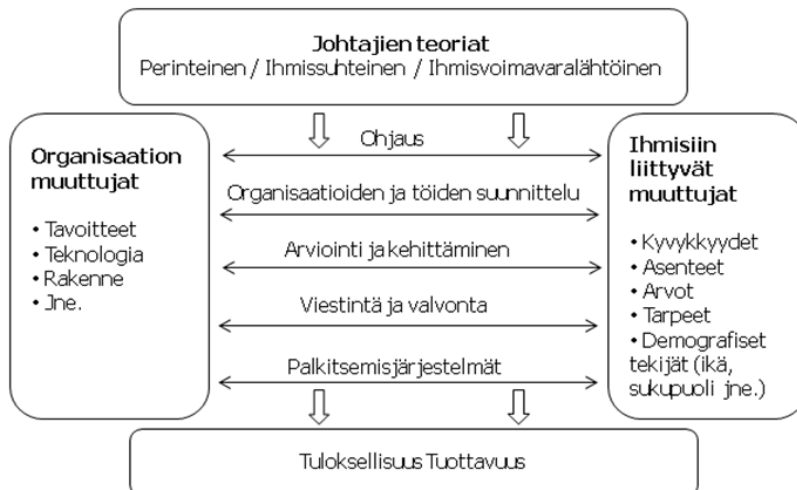 Johtajien teoriat
Perinteinen / Ihmissuhteinen / Ihmisvoimavaralähtöinen
Organisaation
muuttujat
• Tavoitteet
• Teknologia
• Rakenne
• Jne.
Ohjaus
Organisaatioiden ja töiden suunnittelu
Arviointi ja kehittäminen
Viestintä ja valvonta
Palkitsemisjärjestelmät
Ihmisiin
liittyvät
muuttujat
• Kyvykkyydet
• Asenteet
• Arvot
• Tarpeet
• Demografiset
tekijät (ikä,
sukupuoli jne.)
Tuloksellisuus Tuottavuus